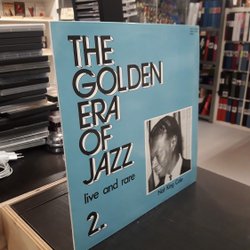 THE
GOLDEN
ERA
OF
JAZZ
live and rare
2.
Nat King Cole